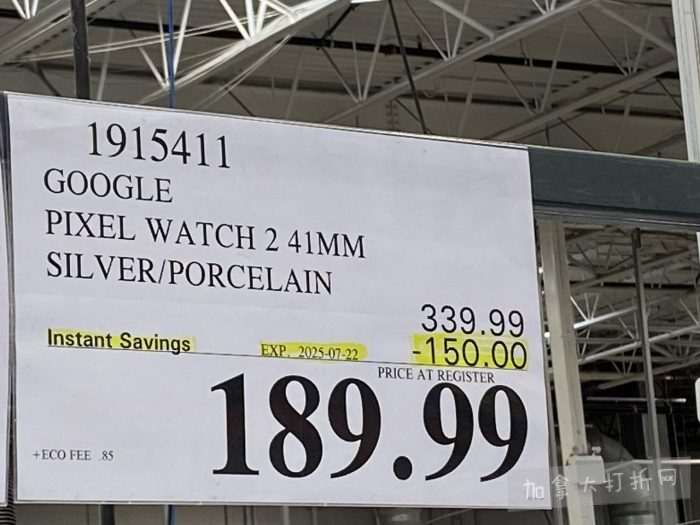 1915411
GOOGLE
PIXEL WATCH 2 41MM
SILVER/PORCELAIN
339.99
Instant Savings EXP. 2025-07-22 -150.00
PRICE AT REGISTER
189.99
+ECO FEE .85
加拿大打折网